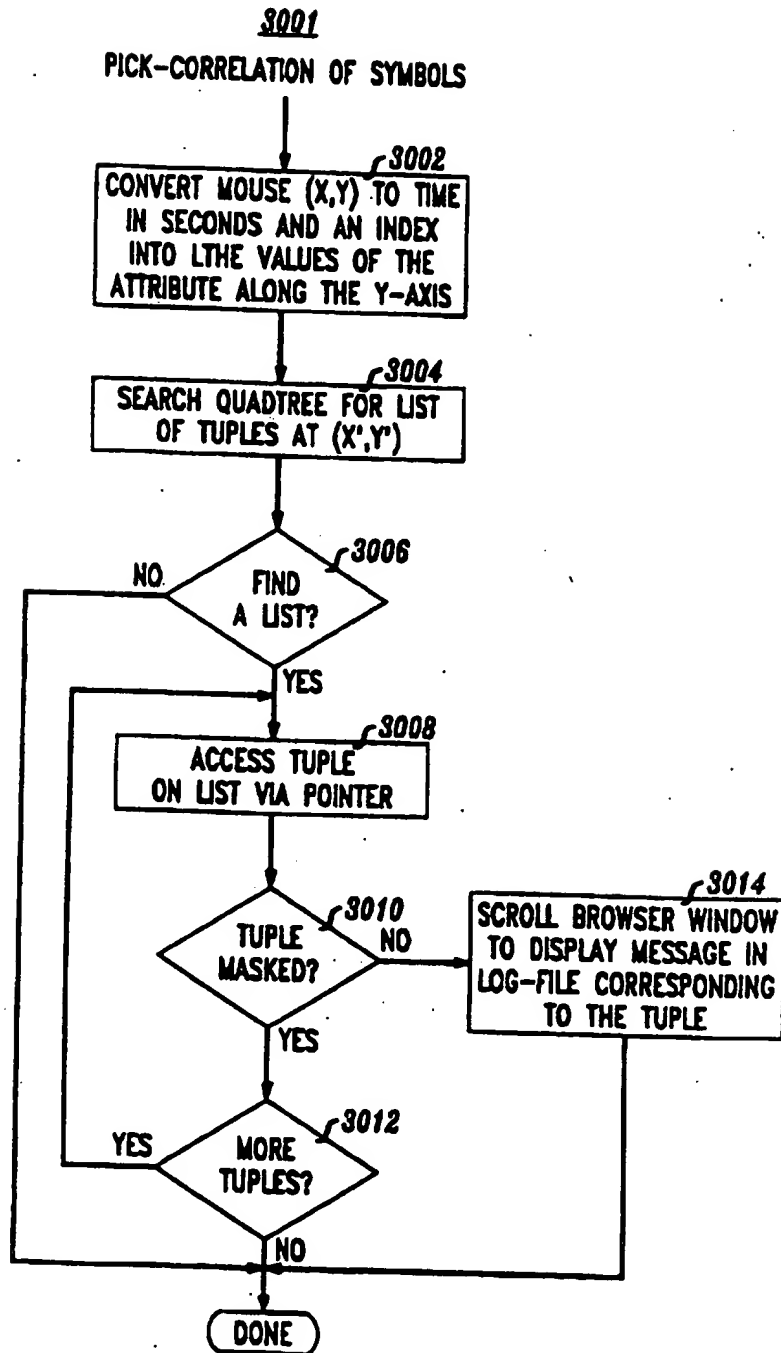 3001
PICK-CORRELATION OF SYMBOLS
3002
CONVERT MOUSE (X,Y) TO TIME
IN SECONDS AND AN INDEX
INTO LTHE VALUES OF THE
ATTRIBUTE ALONG THE Y-AXIS
3004
SEARCH QUADTREE FOR LIST
OF TUPLES AT (X',Y')
3006
NO
FIND
A LIST?
YES
3008
ACCESS TUPLE
ON LIST VIA POINTER
3010
TUPLE
MASKED?
NO
YES
3014
SCROLL BROWSER WINDOW
TO DISPLAY MESSAGE IN
LOG-FILE CORRESPONDING
TO THE TUPLE
3012
YES
MORE
TUPLES?
NO
DONE